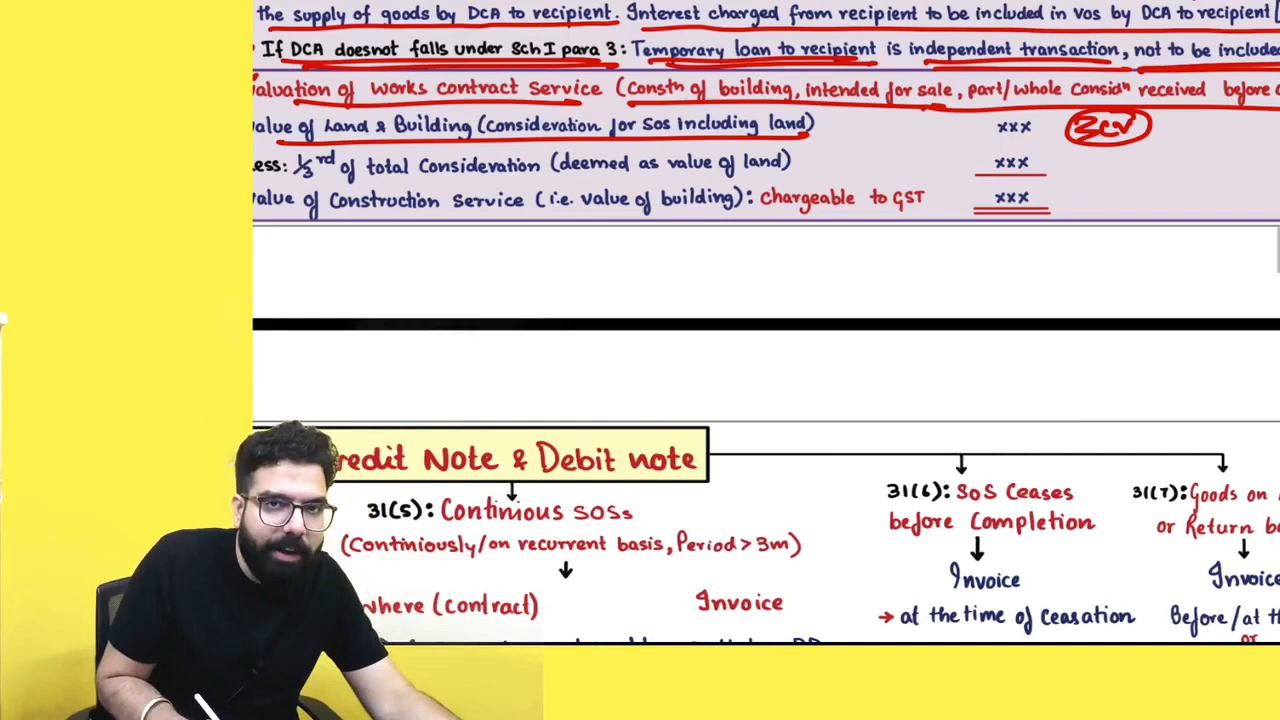 the supply of goods by DCA to recipient. Interest charged from recipient to be included in VOS by DCA to recipient
If DCA doesnot falls under Sch I para 3: Temporary loan to recipient is independent transaction, not to be include
aluation of works contract Service (Constn of building, intended for sale, part/whole Considn received before
alue of Land & Building (Consideration for SOS including land) xxx
ess: 1/3rd of total Consideration (deemed as value of land) xxx
alue of Construction Service (i.e. value of building): Chargeable to GST xxx
redit Note & Debit note
31(5): Continious SOSs
(Continiously/on recurrent basis, Period > 3m)
where (contract) Invoice
31(6): SOS Ceases
before Completion
Invoice
→ at the time of Ceasation
31(7): Goods on
or Return be
Invoice
Before/at th
or